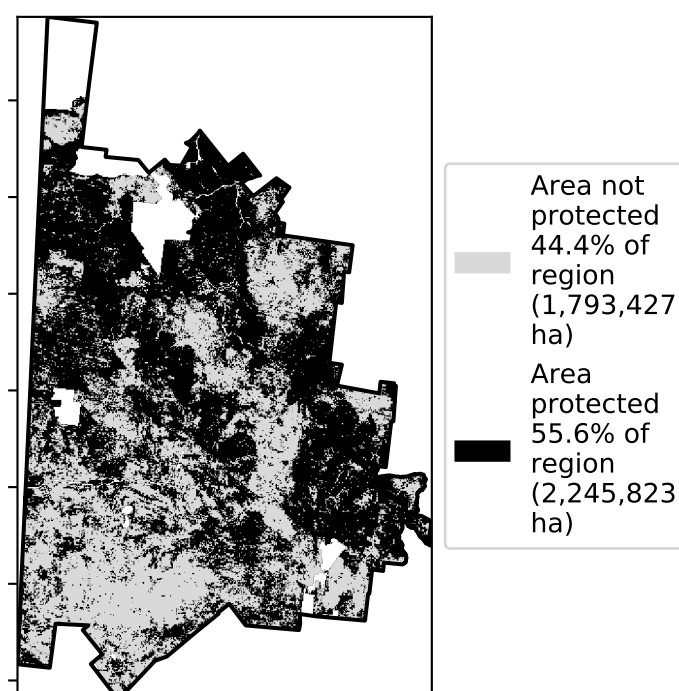 Area not
protected
44.4% of
region
(1,793,427
ha)
Area
protected
55.6% of
region
(2,245,823
ha)